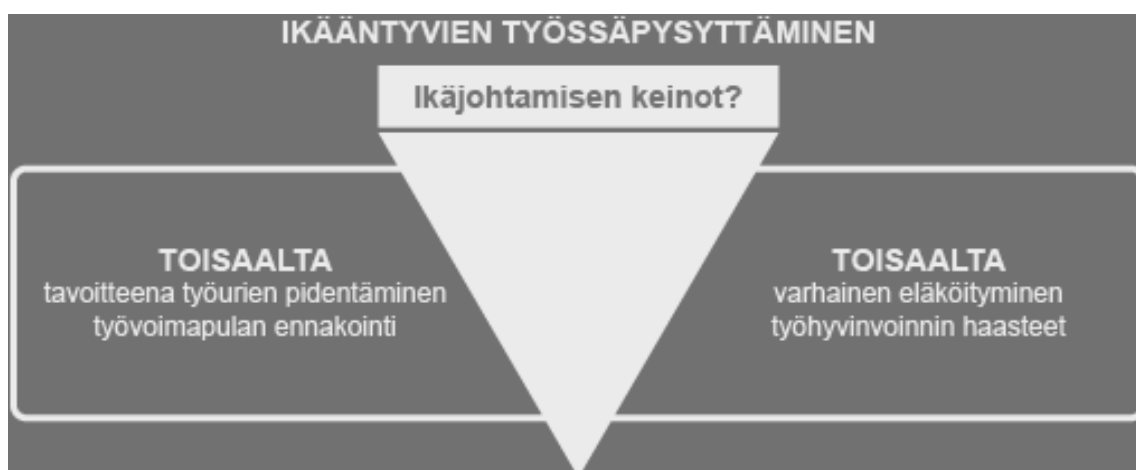 IKÄÄNTYVIEN TYÖSSÄPYSYTTÄMINEN
Ikäjohtamisen keinot?
TOISAALTA
tavoitteena työurien pidentäminen
työvoimapulan ennakointi
TOISAALTA
varhainen eläköityminen
työhyvinvoinnin haasteet